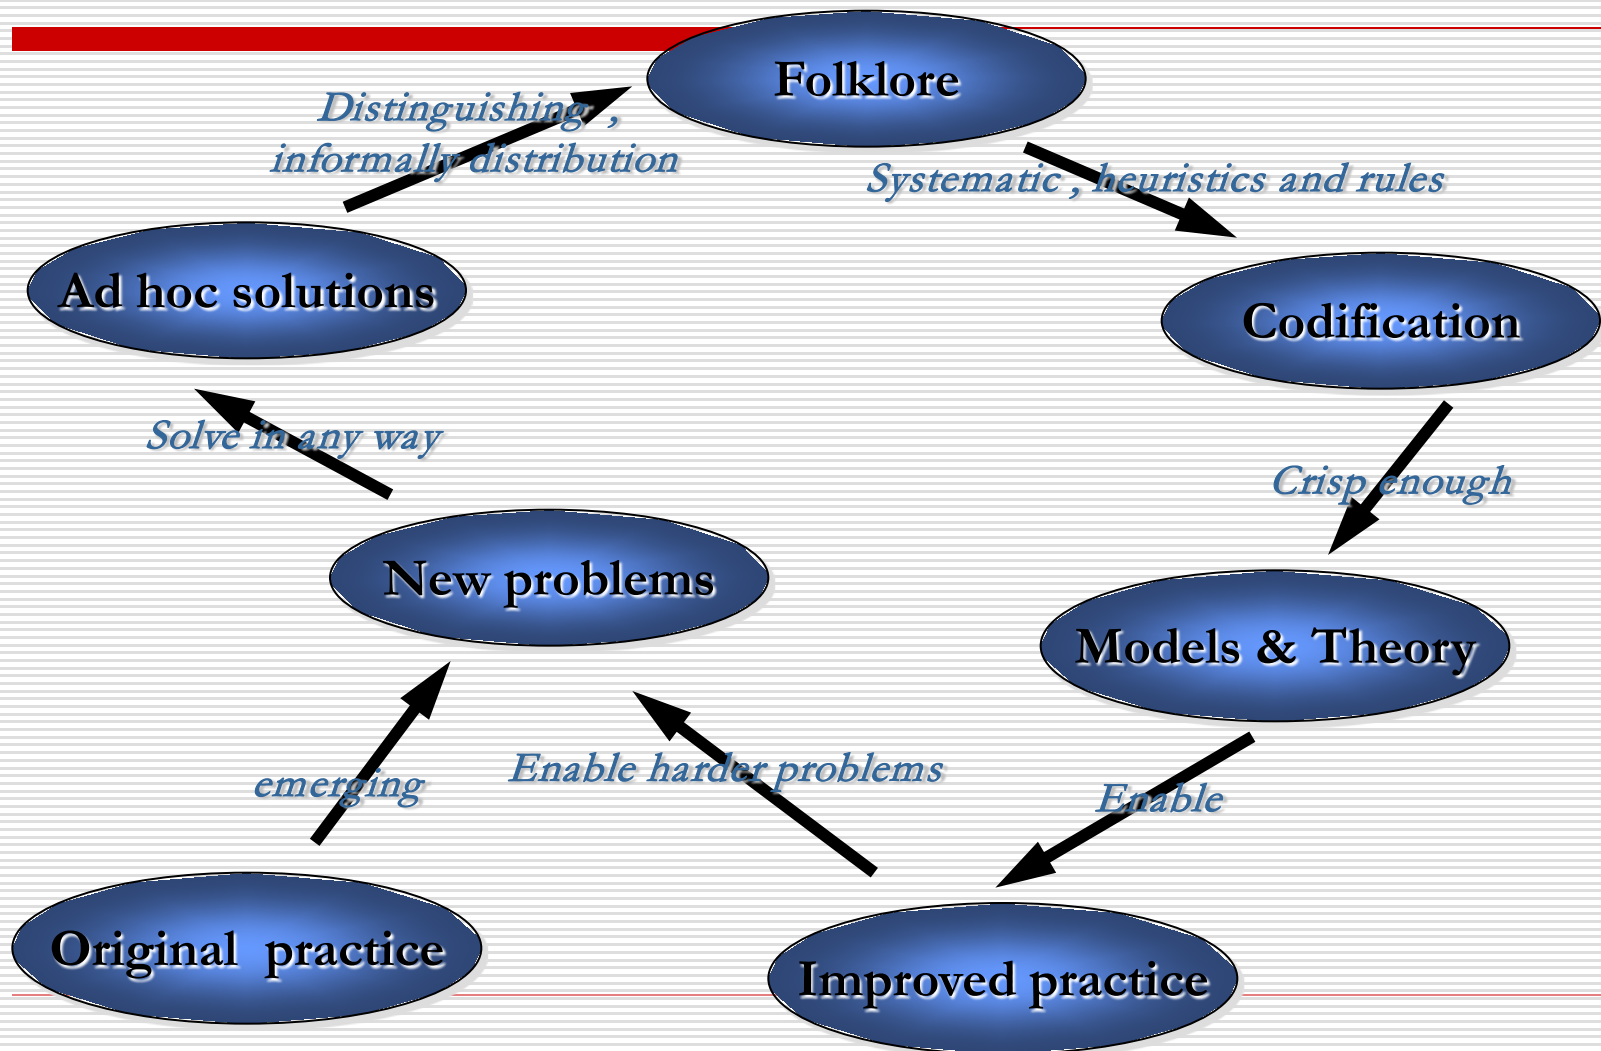 Folklore
Distinguishing ,
informally distribution
Systematic , heuristics and rules
Ad hoc solutions
Codification
Solve in any way
Crisp enough
New problems
Models & Theory
emerging
Enable harder problems
Enable
Original practice
Improved practice